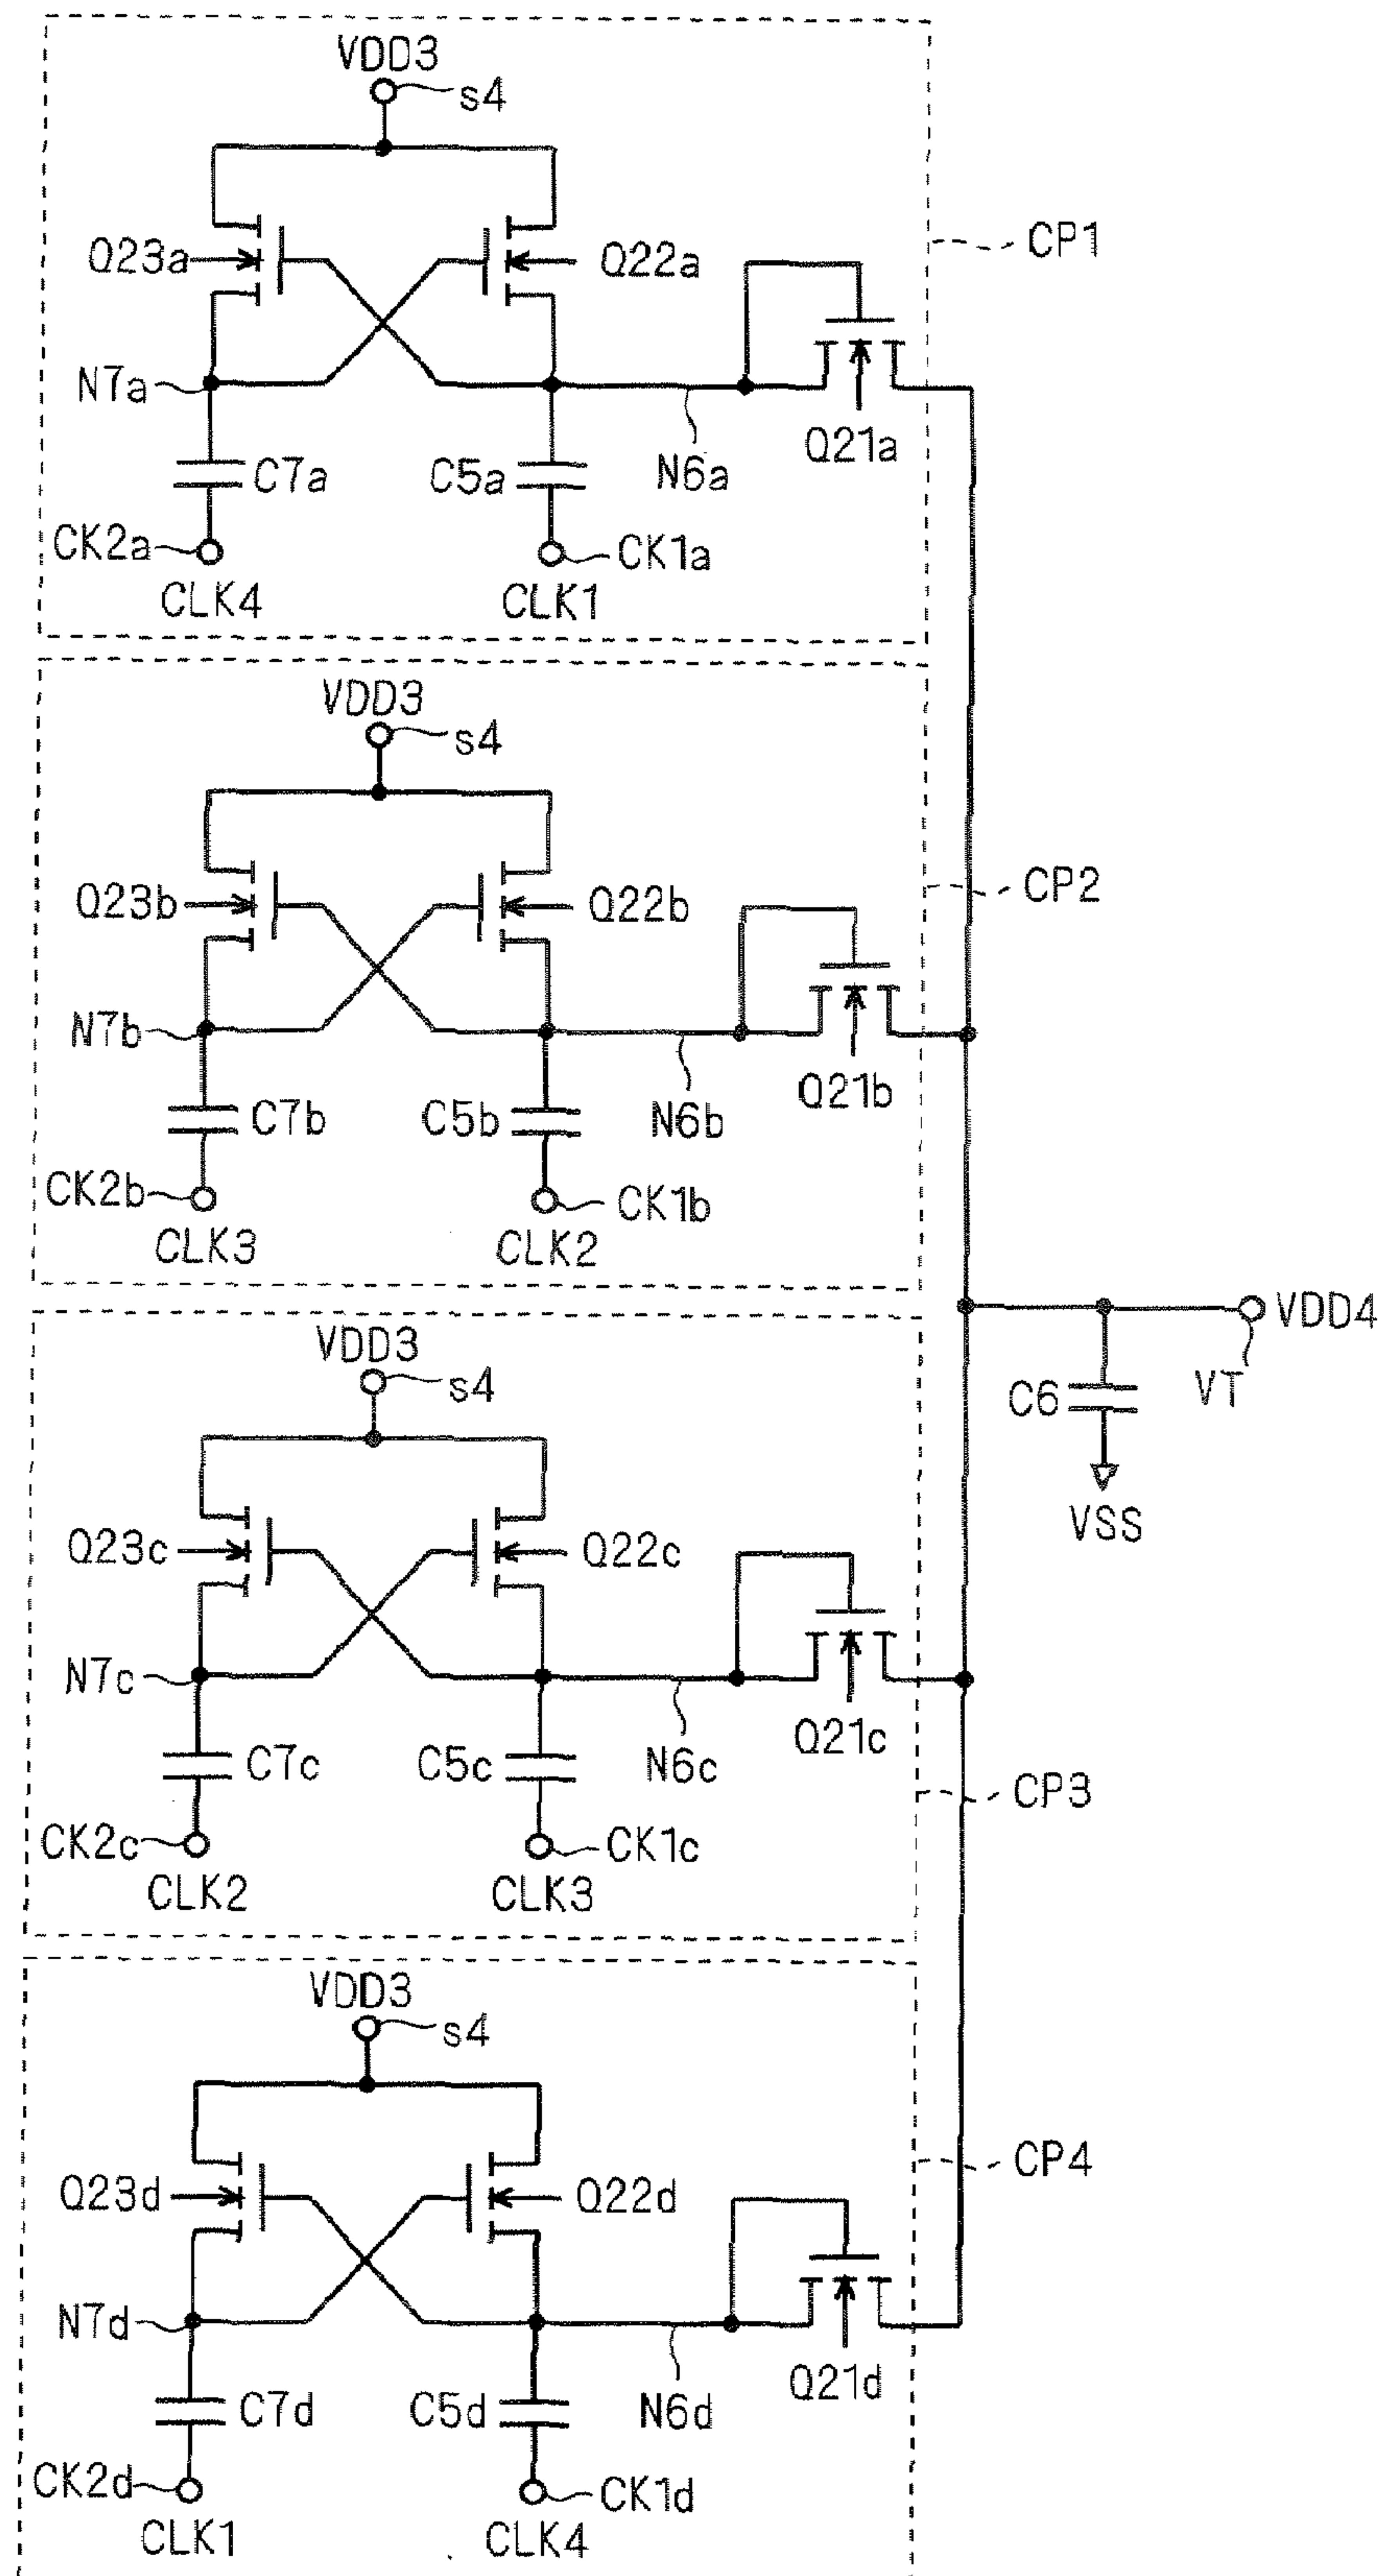 VDD3
s4
Q23a
Q22a
CP1
N7a
Q21a
C7a
C5a
N6a
CK2a
CK1a
CLK4
CLK1
VDD3
s4
Q23b
Q22b
CP2
N7b
Q21b
C7b
C5b
N6b
CK2b
CK1b
CLK3
CLK2
VDD4
VT
C6
VSS
VDD3
s4
Q23c
Q22c
N7c
Q21c
C7c
C5c
N6c
CP3
CK2c
CK1c
CLK2
CLK3
VDD3
s4
Q23d
Q22d
CP4
N7d
Q21d
C7d
C5d
N6d
CK2d
CK1d
CLK1
CLK4